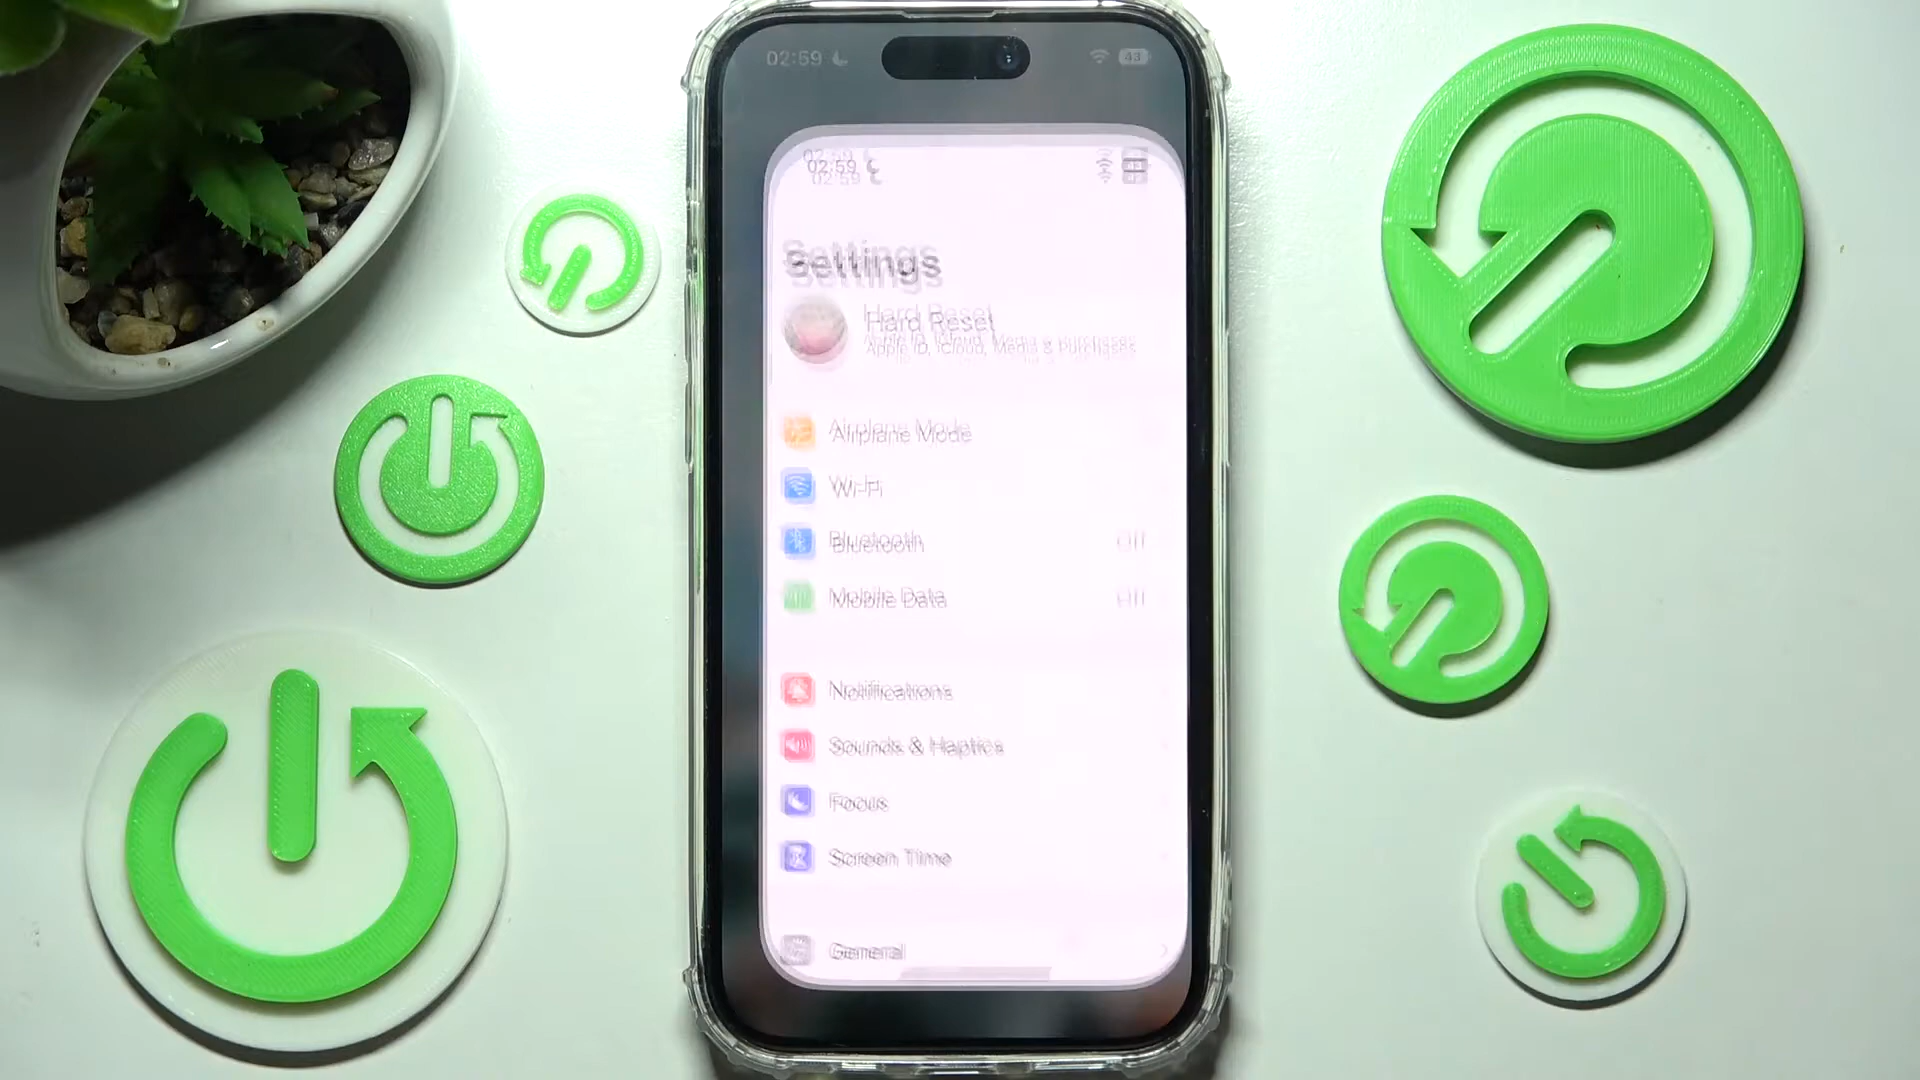 02:59
43
02:59
Settings
Hard Reset
Apple ID, iCloud, Media & Purchases
Airplane Mode
Wi-Fi
Bluetooth
Off
Mobile Data
Off
Notifications
Sounds & Haptics
Focus
Screen Time
General